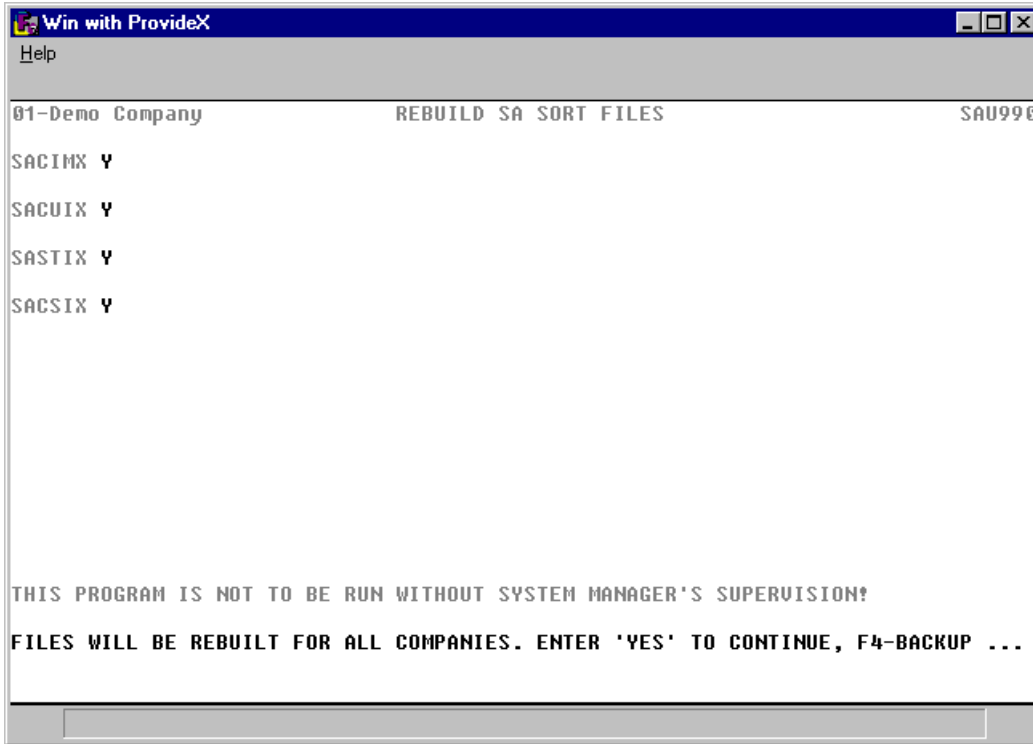 Win with ProvideX
Help
01-Demo Company REBUILD SA SORT FILES SAU990
SACIMX Y
SACUIX Y
SASTIX Y
SACSIX Y
THIS PROGRAM IS NOT TO BE RUN WITHOUT SYSTEM MANAGER'S SUPERVISION!
FILES WILL BE REBUILT FOR ALL COMPANIES. ENTER 'YES' TO CONTINUE, F4-BACKUP ...